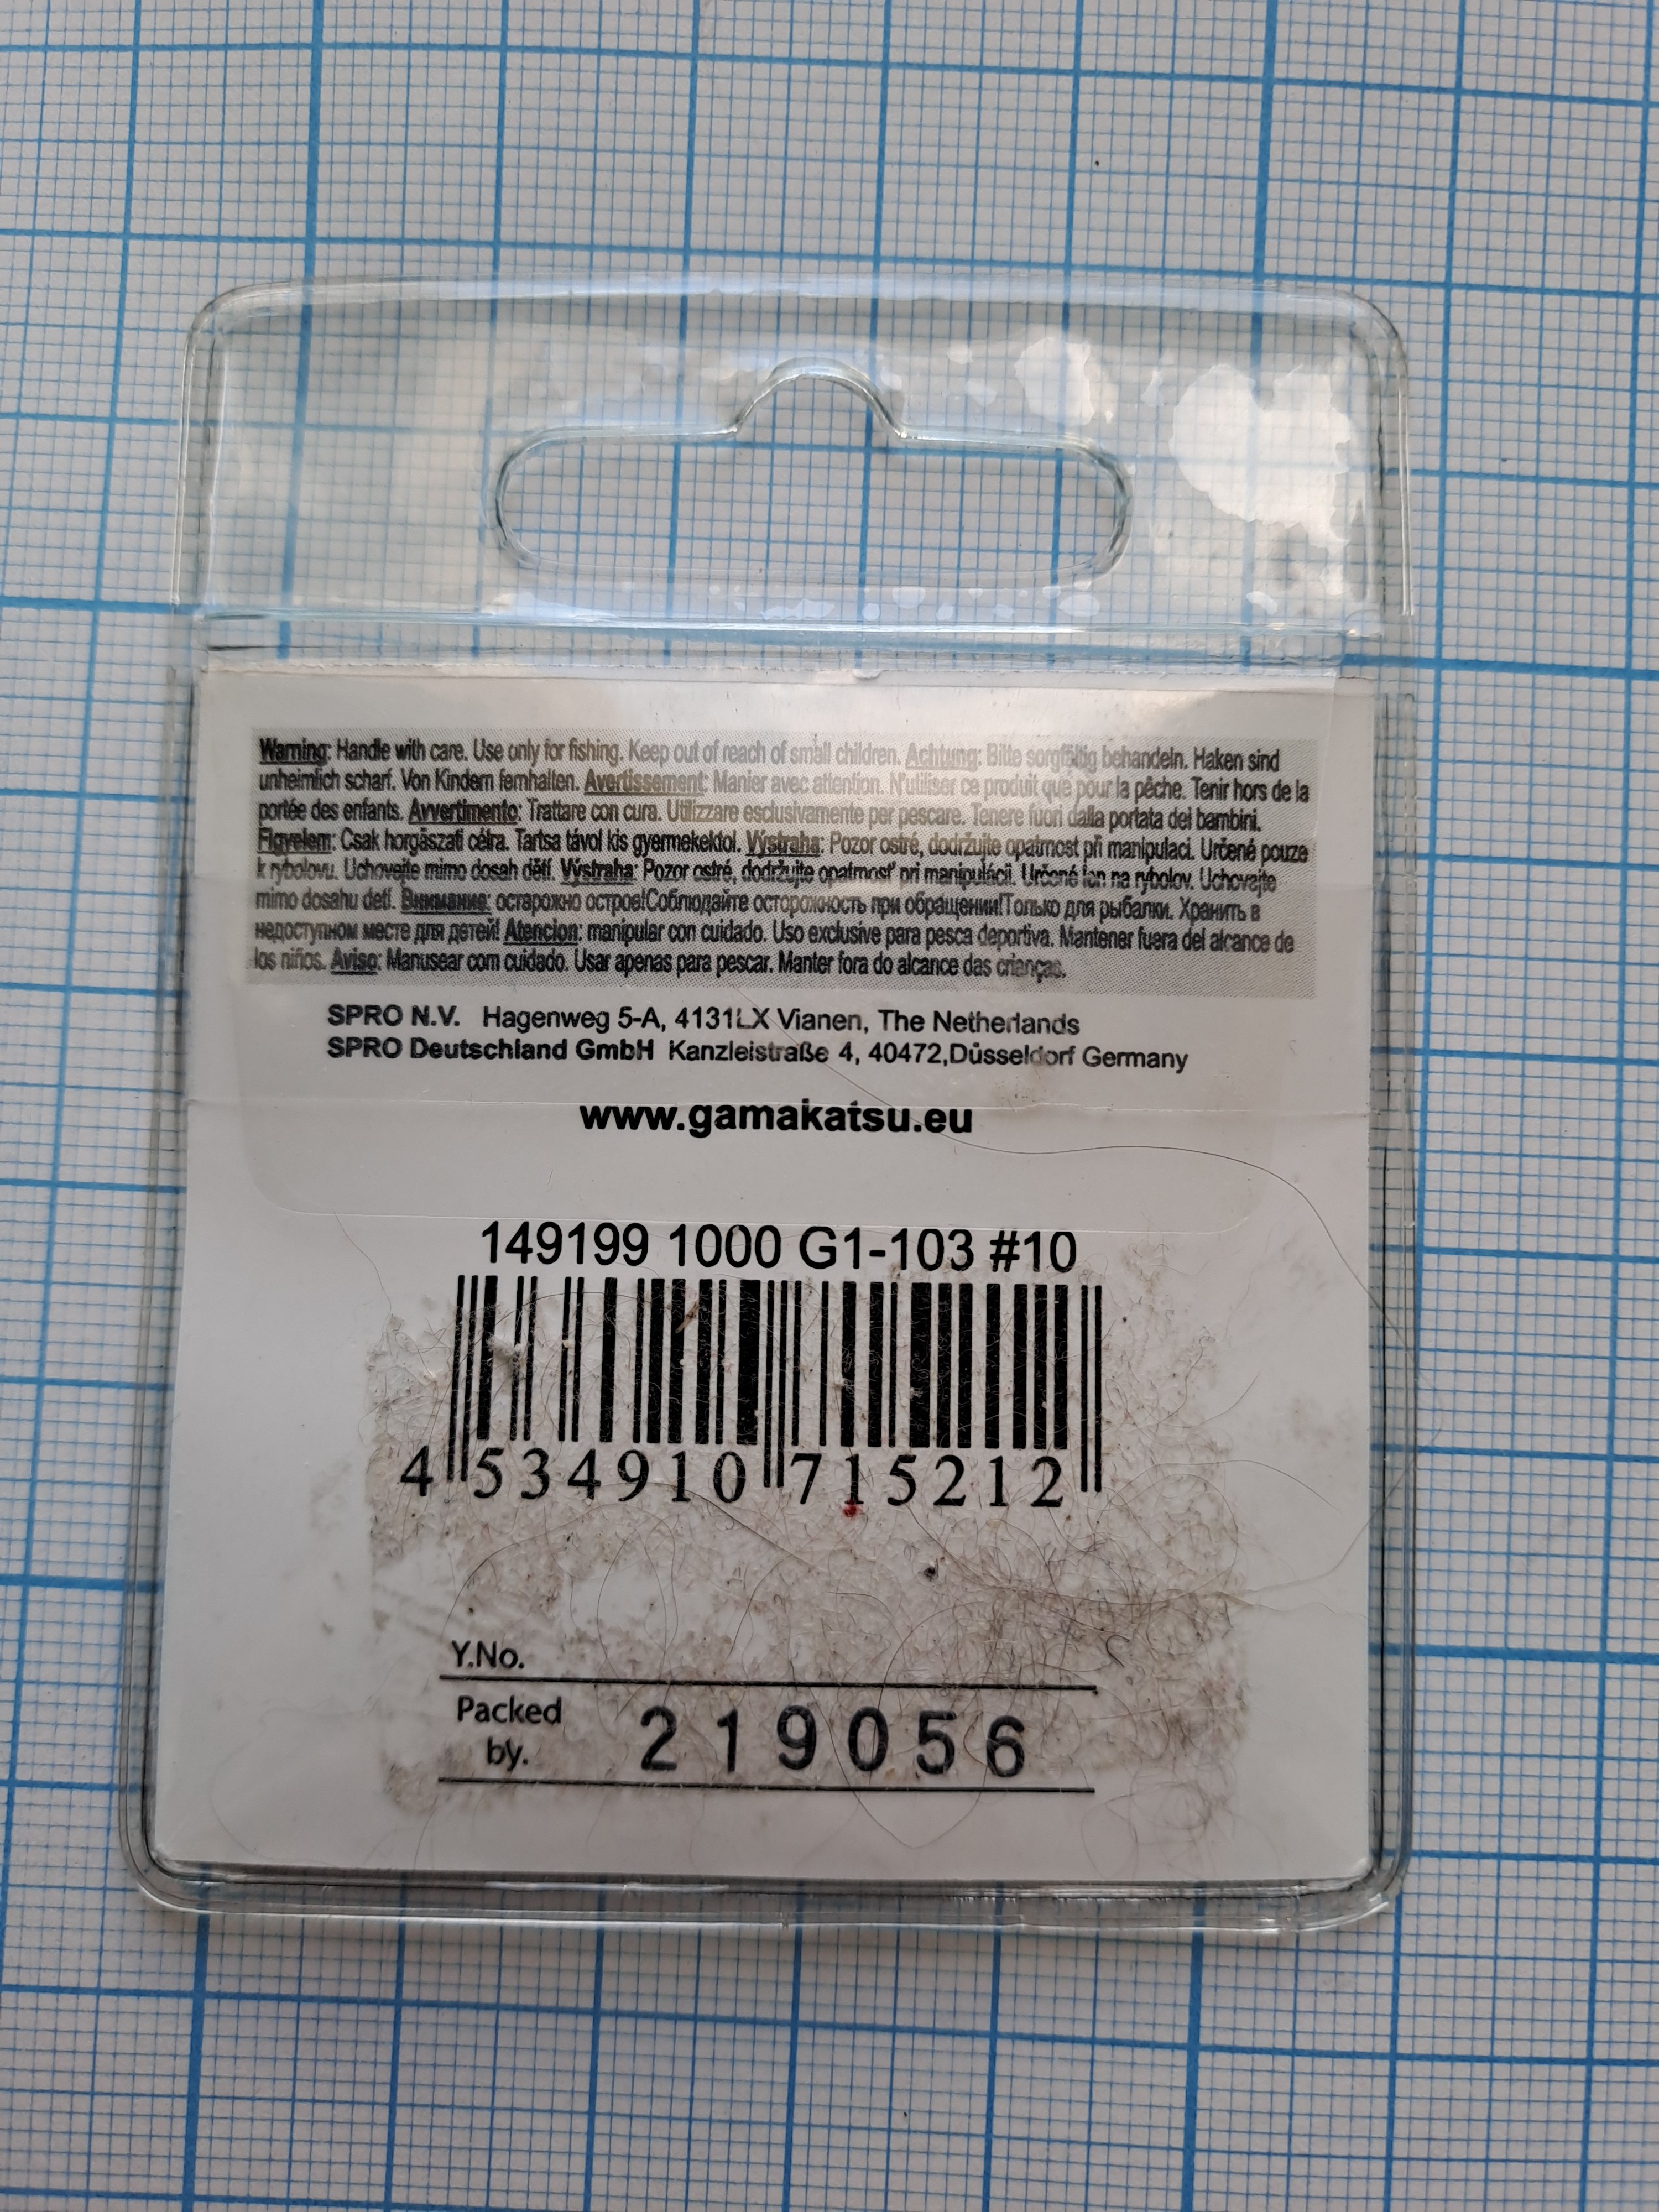 Warning: Handle with care. Use only for fishing. Keep out of reach of small children. Achtung: Bitte sorgfältig behandeln. Haken sind
unheimlich scharf. Von Kindern fernhalten. Avertissement: Manier avec attention. N'utiliser ce produit que pour la pêche. Tenir hors de la
portée des enfants. Avvertimento: Trattare con cura. Utilizzare esclusivamente per pescare. Tenere fuori dalla portata dei bambini.
Figyelem: Csak horgászati célra. Tartsa távol kis gyermekektol. Výstraha: Pozor ostré, dodržujte opatrnost při manipulaci. Určené pouze
k rybolovu. Uchovejte mimo dosah dětí. Výstraha: Pozor ostré, dodržujte opatrnosť pri manipulácii. Určené len na rybolov. Uchovajte
mimo dosahu detí. Внимание: осторожно острое!Соблюдайте осторожность при обращении!Только для рыбалки. Хранить в
недоступном месте для детей! Atencion: manipular con cuidado. Uso exclusive para pesca deportiva. Mantener fuera del alcance de
los niños. Aviso: Manusear com cuidado. Usar apenas para pescar. Manter fora do alcance das crianças.
SPRO N.V. Hagenweg 5-A, 4131LX Vianen, The Netherlands
SPRO Deutschland GmbH Kanzleistraße 4, 40472,Düsseldorf Germany
www.gamakatsu.eu
149199 1000 G1-103 #10
4 534910 715212
Y.No.
Packed
by. 219056